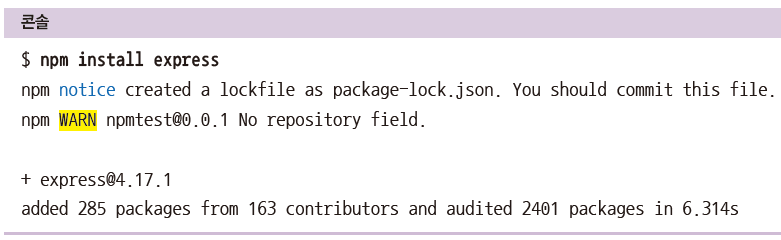 콘솔
$ npm install express
npm notice created a lockfile as package-lock.json. You should commit this file.
npm WARN npmtest@0.0.1 No repository field.
+ express@4.17.1
added 285 packages from 163 contributors and audited 2401 packages in 6.314s